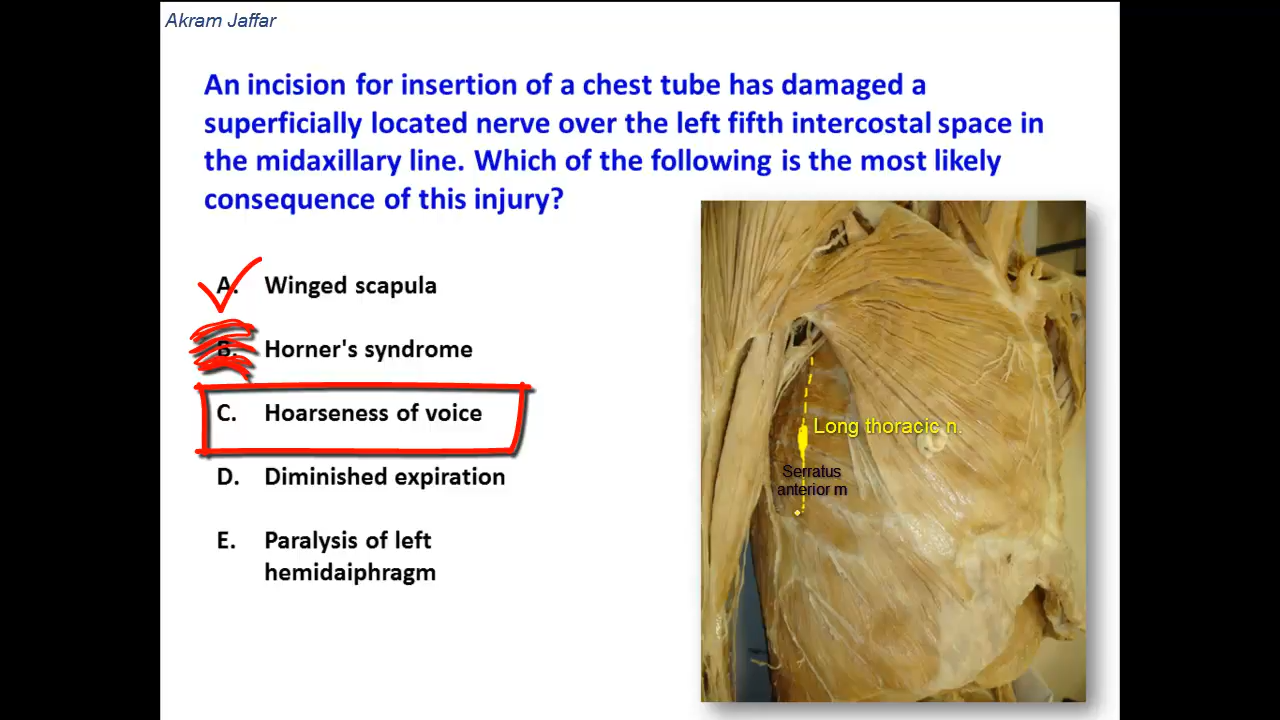 Akram Jaffar
An incision for insertion of a chest tube has damaged a
superficially located nerve over the left fifth intercostal space in
the midaxillary line. Which of the following is the most likely
consequence of this injury?
A. Winged scapula
B. Horner's syndrome
C. Hoarseness of voice
D. Diminished expiration
E. Paralysis of left
hemidaiphragm
Long thoracic n.
Serratus
anterior m